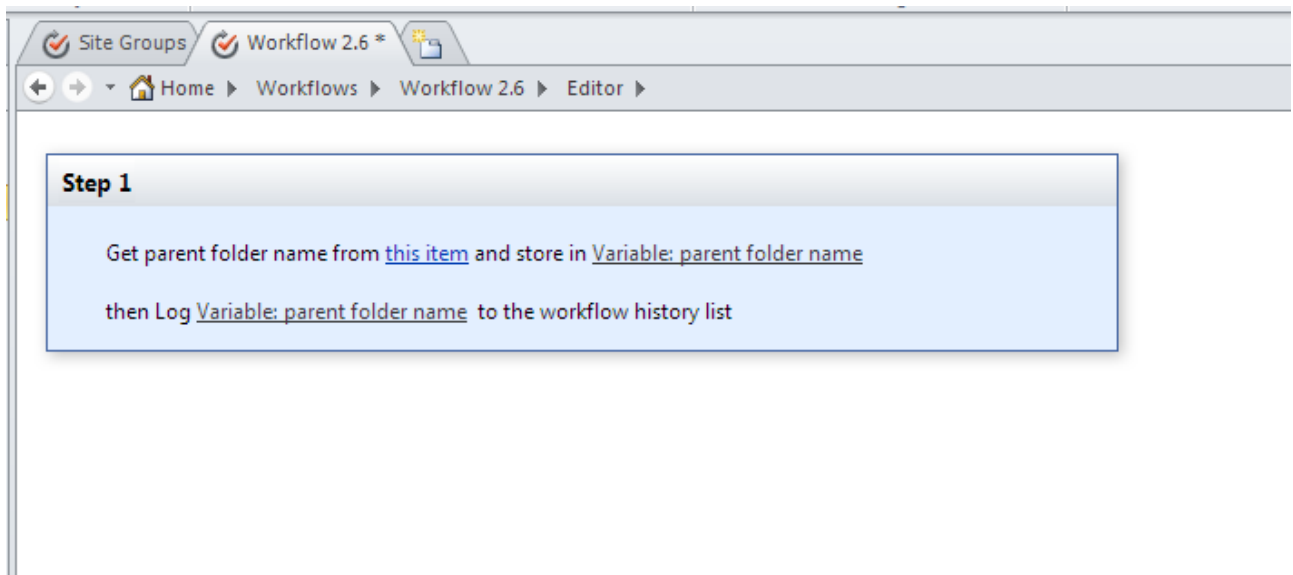 Site Groups Workflow 2.6 *
Home Workflows Workflow 2.6 Editor
Step 1
Get parent folder name from this item and store in Variable: parent folder name
then Log Variable: parent folder name to the workflow history list